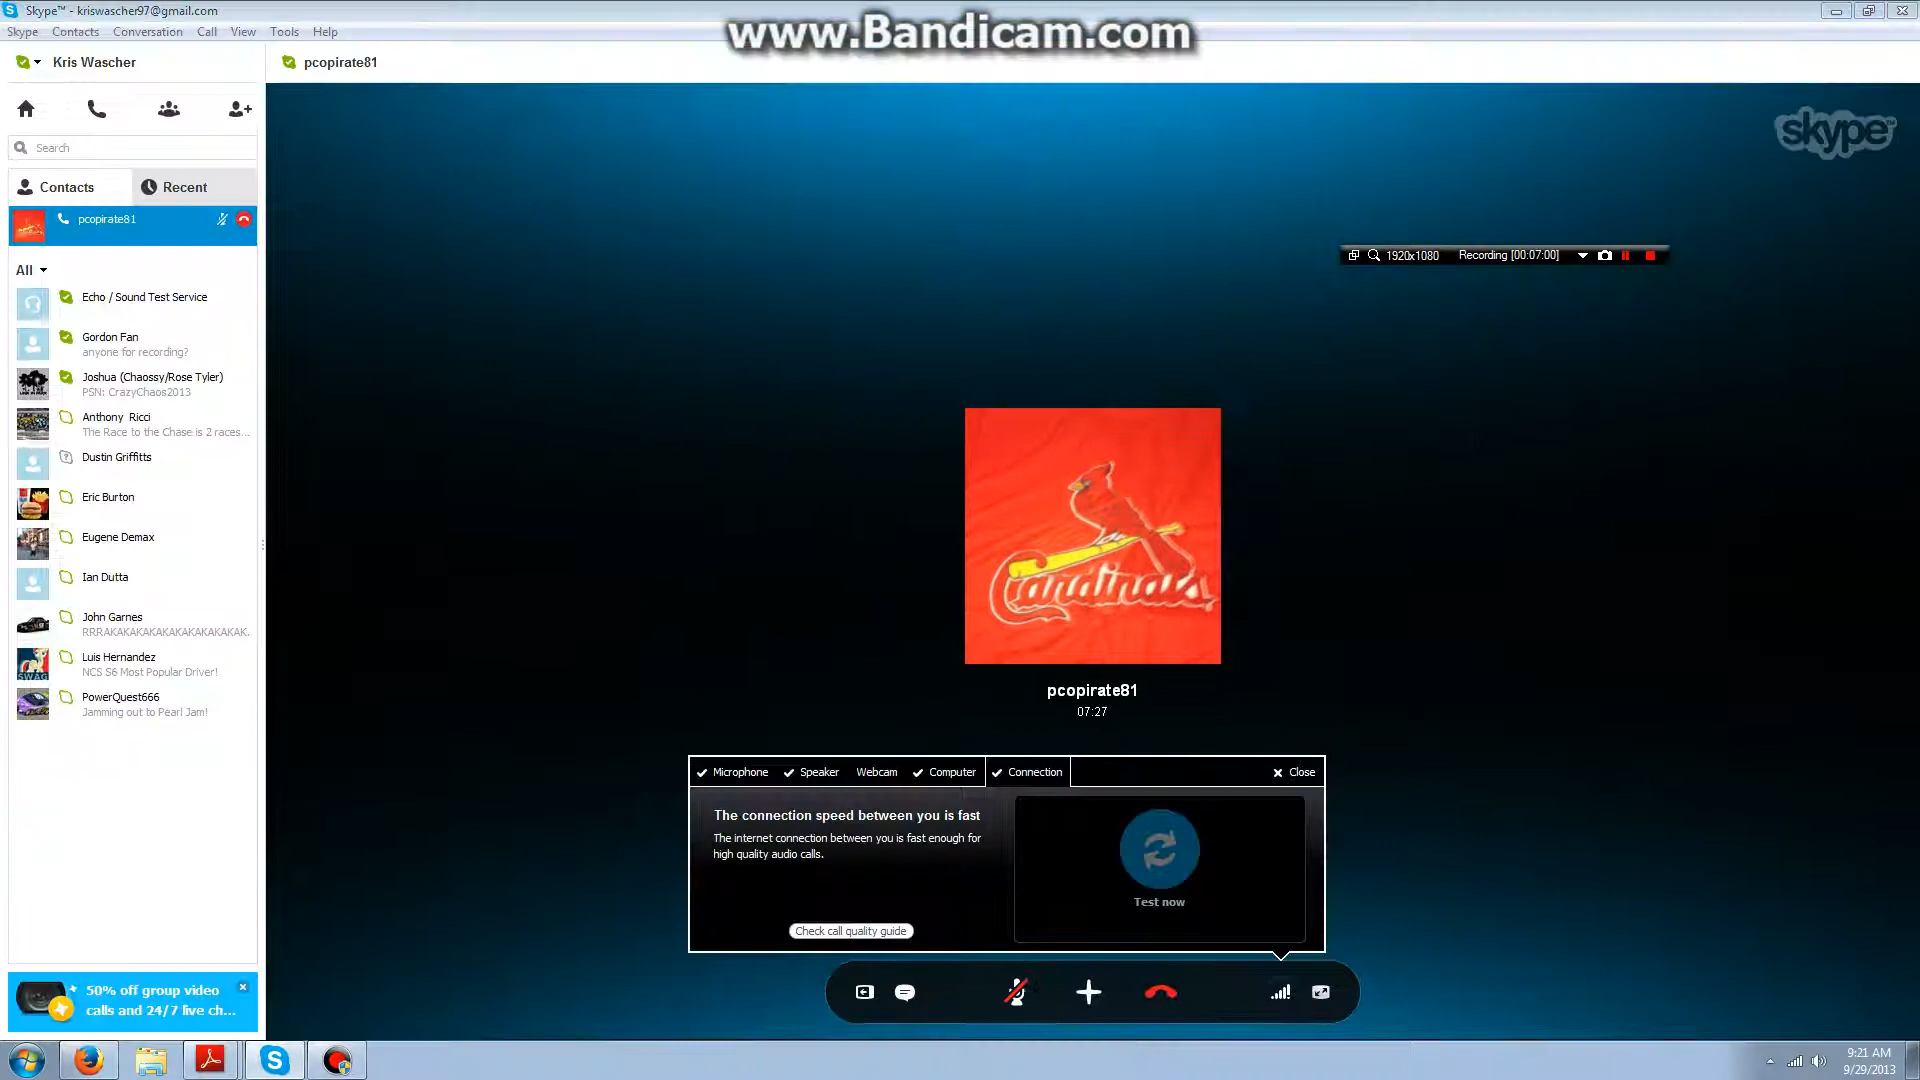 Skype™ - kriswascher97@gmail.com
www.Bandicam.com
Skype Contacts Conversation Call View Tools Help
Kris Wascher
pcopirate81
skype™
Search
Contacts Recent
pcopirate81
1920x1080 Recording [00:07:00]
All
Echo / Sound Test Service
Gordon Fan
anyone for recording?
Joshua (Chaossy/Rose Tyler)
PSN: CrazyChaos2013
Anthony Ricci
The Race to the Chase is 2 races...
Dustin Griffitts
Eric Burton
Eugene Demax
Ian Dutta
John Garnes
RRRAKAKAKAKAKAKAKAKAKAK.
Luis Hernandez
NCS S6 Most Popular Driver!
SWAG
PowerQuest666
Jamming out to Pearl Jam!
Cardinals
pcopirate81
07:27
Microphone Speaker Webcam Computer Connection Close
The connection speed between you is fast
The internet connection between you is fast enough for
high quality audio calls.
Test now
Check call quality guide
50% off group video
calls and 24/7 live ch...
9:21 AM
9/29/2013